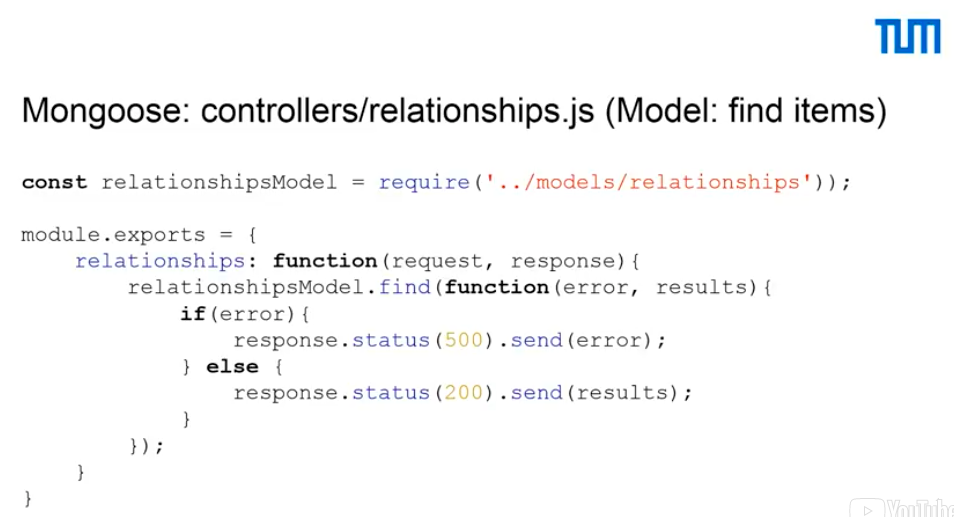 TUM
Mongoose: controllers/relationships.js (Model: find items)
const relationshipsModel = require('../models/relationships'));
module.exports = {
relationships: function(request, response){
relationshipsModel.find(function(error, results){
if(error){
response.status(500).send(error);
} else {
response.status(200).send(results);
}
});
}
}
YouTube